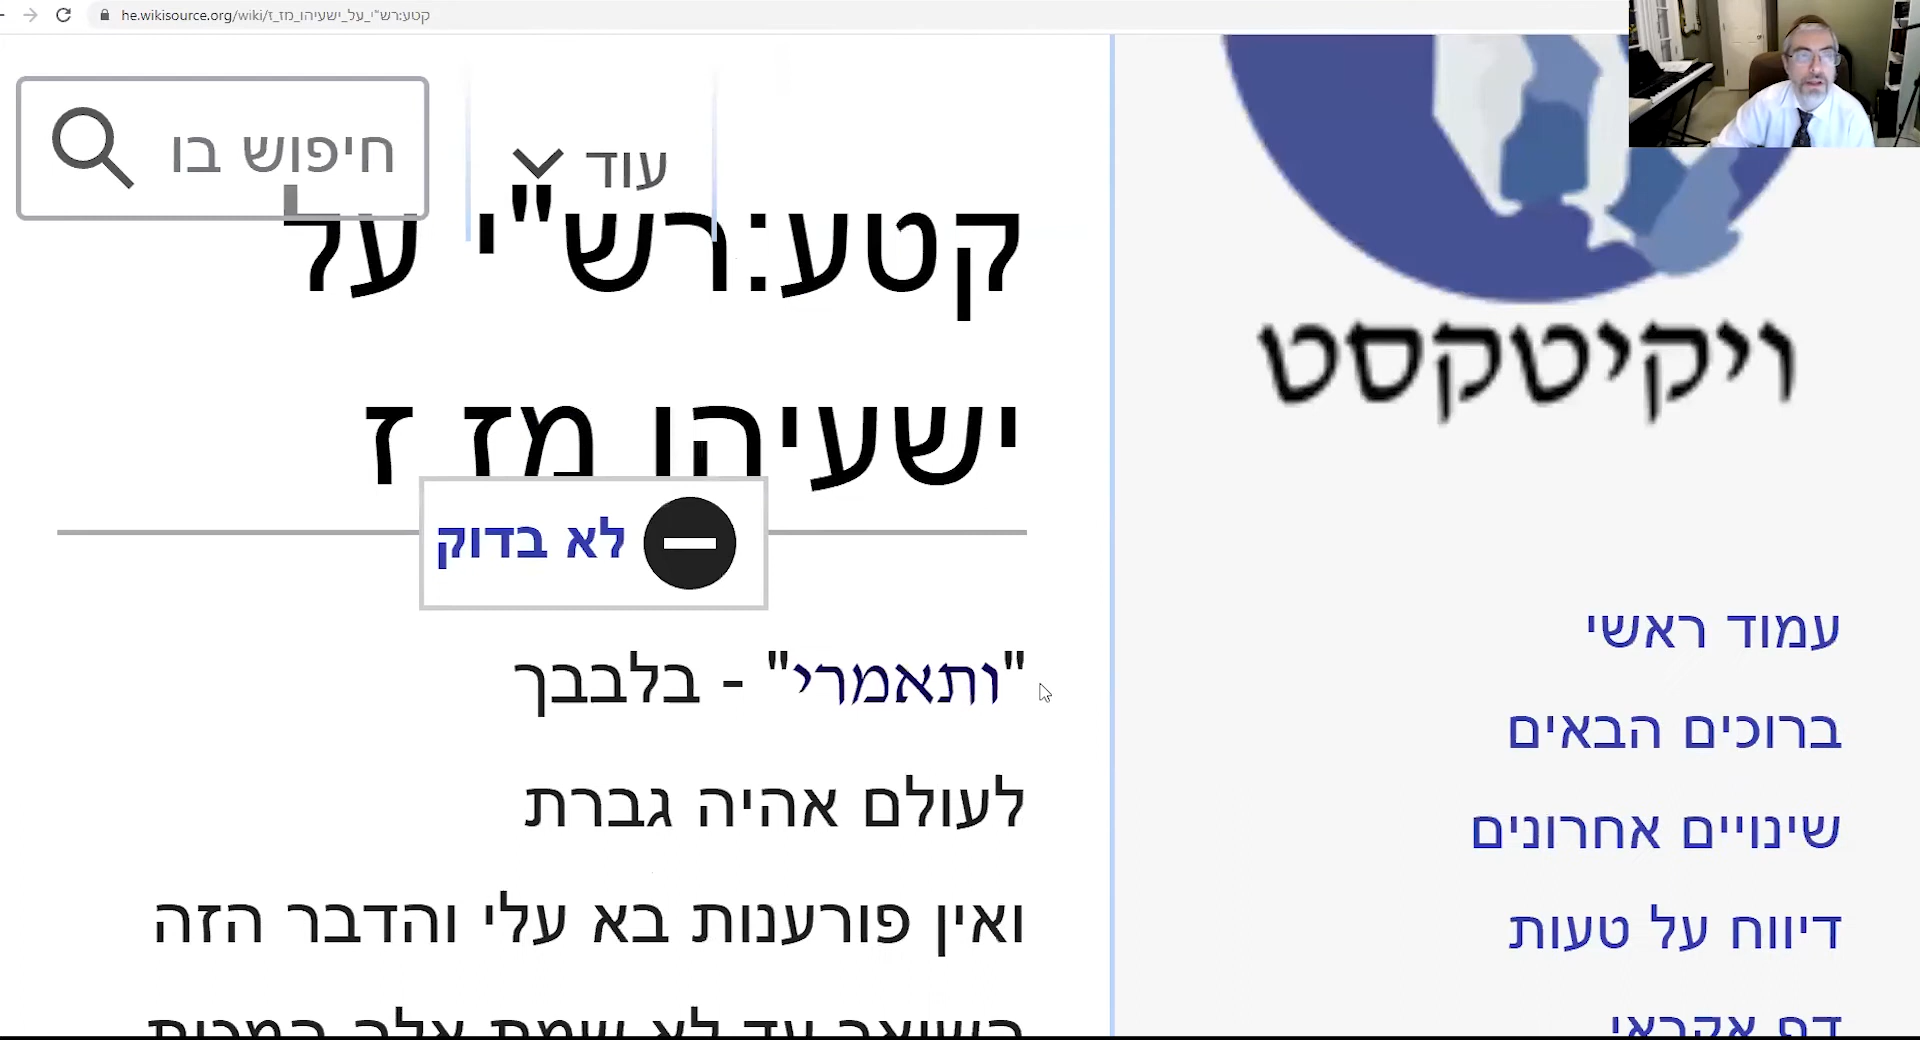 he.wikisource.org/wiki/קטע:רש"י_על_ישעיהו_מז_ז
חיפוש בו
עוד
קטע:רש"י על
ישעיהו מז ז
לא בדוק
"ותאמרי" - בלבבך
לעולם אהיה גברת
ואין פורענות בא עלי והדבר הזה
ויקיטקסט
עמוד ראשי
ברוכים הבאים
שינויים אחרונים
דיווח על טעות
דף אקראי